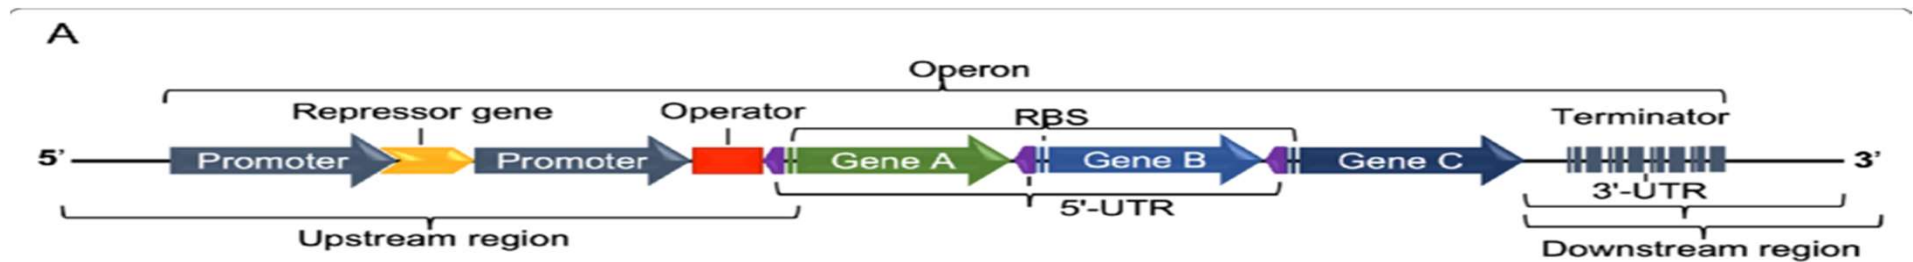 A
Operon
Repressor gene
Operator
RBS
Terminator
5'
Promoter
Promoter
Gene A
Gene B
Gene C
3'
3'-UTR
5'-UTR
Upstream region
Downstream region